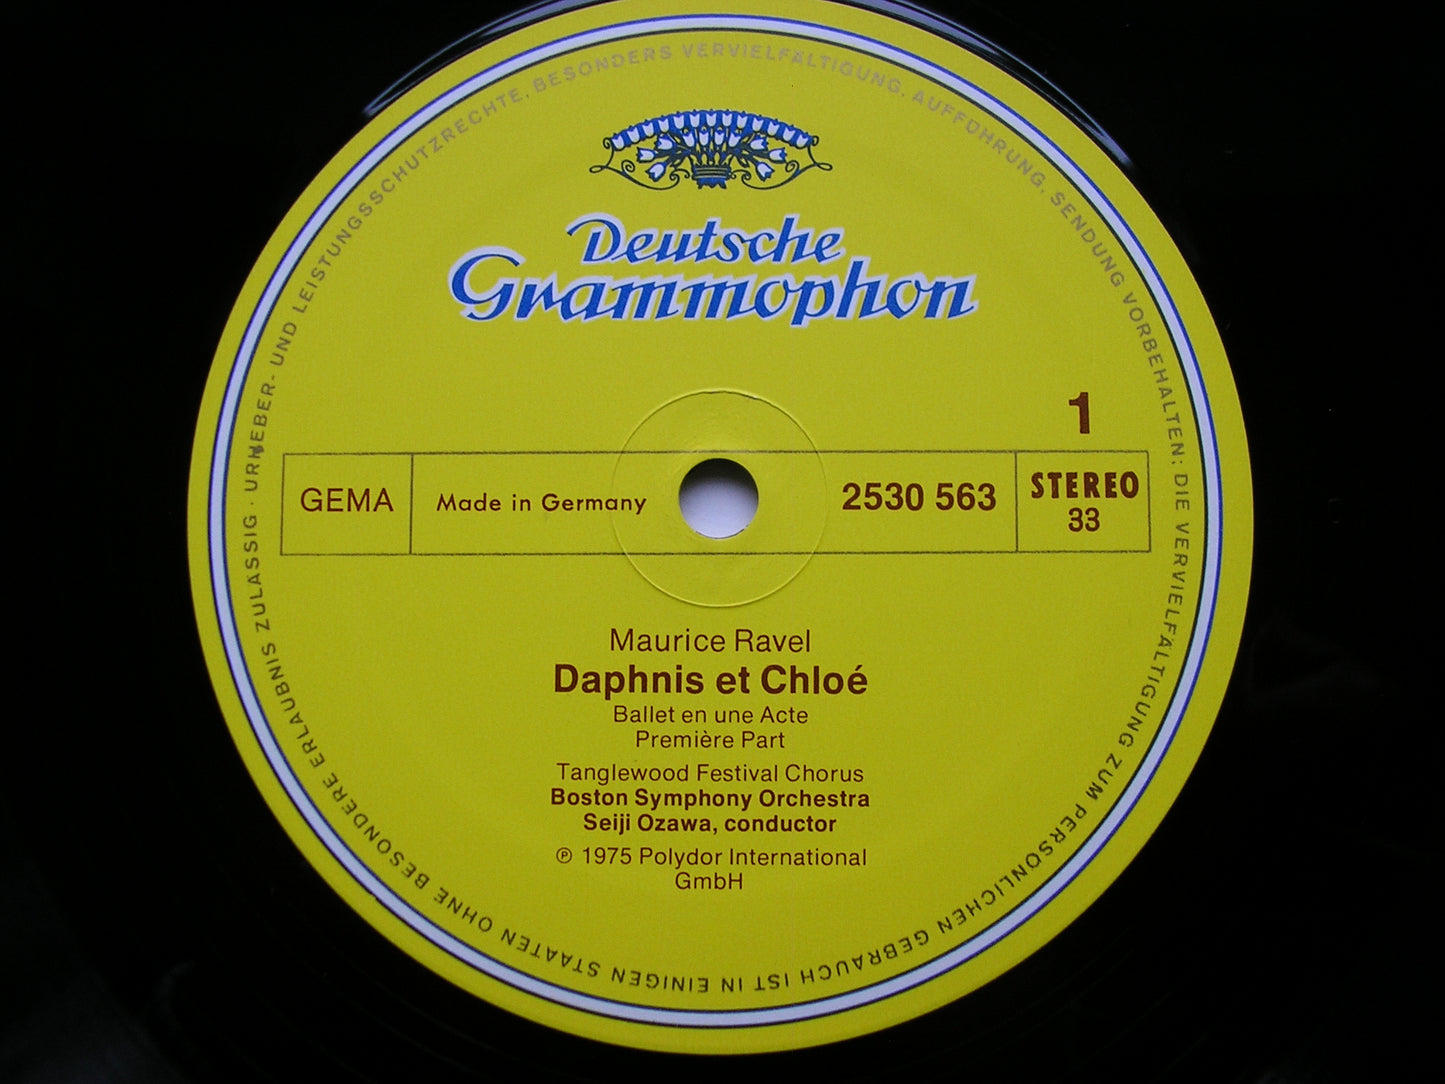 Deutsche
Grammophon
1
GEMA
Made in Germany
2530 563
STEREO
33
Maurice Ravel
Daphnis et Chloé
Ballet en une Acte
Première Part
Tanglewood Festival Chorus
Boston Symphony Orchestra
Seiji Ozawa, conductor
℗ 1975 Polydor International
GmbH
URHEBER- UND LEISTUNGSSCHUTZRECHTE, BESONDERS VERVIELFÄLTIGUNG, AUFFÜHRUNG, SENDUNG VORBEHALTEN; DIE VERVIELFÄLTIGUNG ZUM PERSÖNLICHEN GEBRAUCH IST IN EINIGEN STAATEN OHNE BESONDERE ERLAUBNIS ZULÄSSIG ·